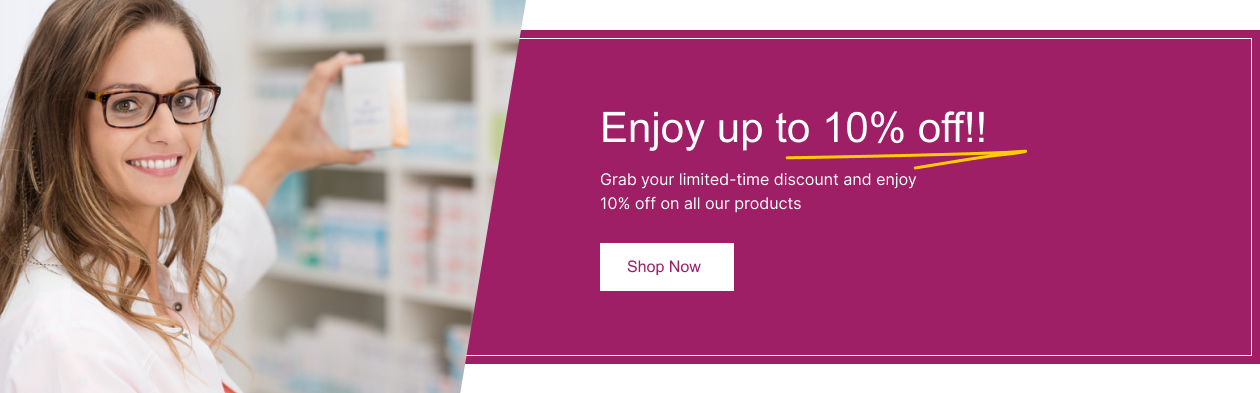 Enjoy up to 10% off!!
Grab your limited-time discount and enjoy
10% off on all our products
Shop Now